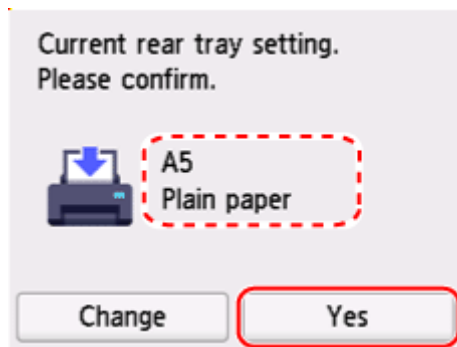 Current rear tray setting.
Please confirm.
A5
Plain paper
Change
Yes